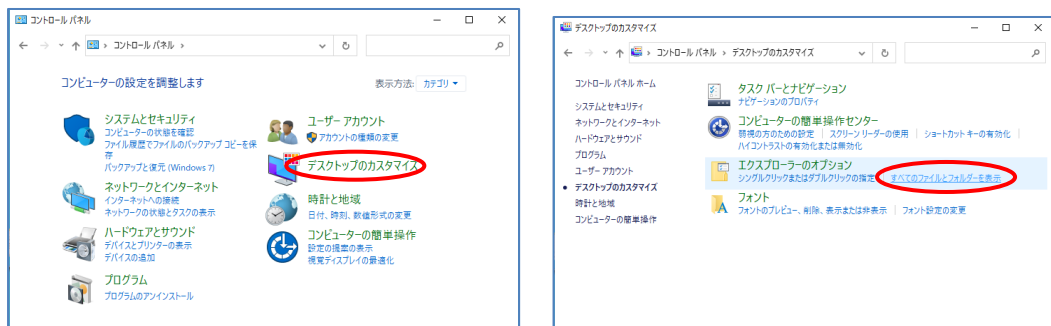 コントロール パネル
コントロール パネル
コンピューターの設定を調整します
表示方法: カテゴリ
システムとセキュリティ
コンピューターの状態を確認
ファイル履歴でファイルのバックアップ コピーを保
存
バックアップと復元 (Windows 7)
ネットワークとインターネット
インターネットへの接続
ネットワークの状態とタスクの表示
ハードウェアとサウンド
デバイスとプリンターの表示
デバイスの追加
プログラム
プログラムのアンインストール
ユーザー アカウント
アカウントの種類の変更
デスクトップのカスタマイズ
時計と地域
日付、時刻、数値形式の変更
コンピューターの簡単操作
設定の提案の表示
視覚ディスプレイの最適化
デスクトップのカスタマイズ
コントロール パネル › デスクトップのカスタマイズ
コントロール パネル ホーム
システムとセキュリティ
ネットワークとインターネット
ハードウェアとサウンド
プログラム
ユーザー アカウント
デスクトップのカスタマイズ
時計と地域
コンピューターの簡単操作
タスク バーとナビゲーション
ナビゲーションのプロパティ
コンピューターの簡単操作センター
弱視の方のための設定 | スクリーン リーダーの使用 | ショートカット キーの有効化
ハイコントラストの有効化または無効化
エクスプローラーのオプション
シングルクリックまたはダブルクリックの指定 すべてのファイルとフォルダーを表示
フォント
フォントのプレビュー、削除、表示または非表示 | フォント設定の変更